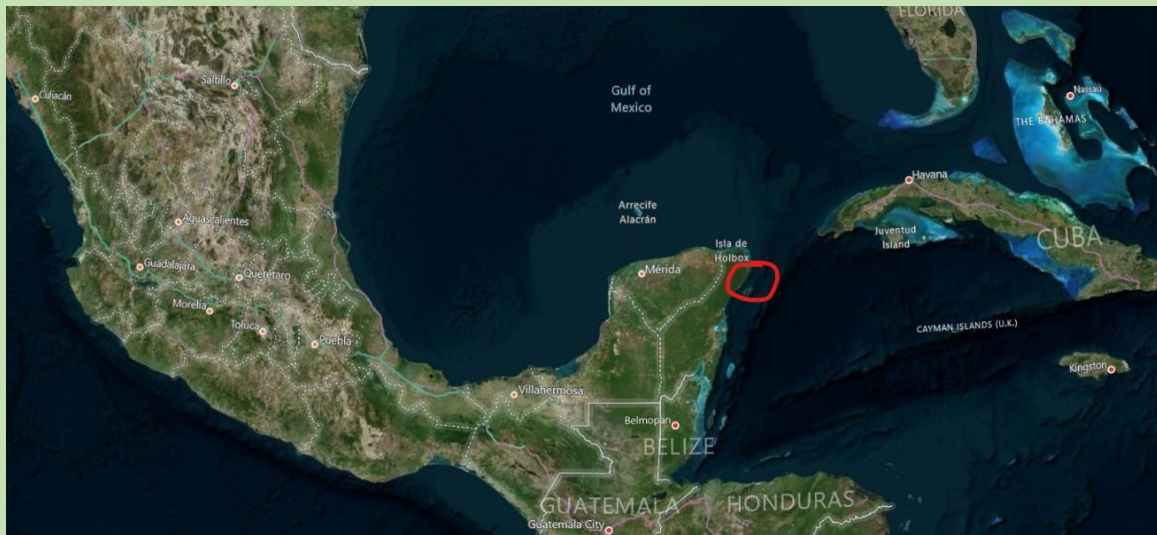 FLORIDA
Saltillo
Culiacán
Gulf of
Mexico
Nassau
THE BAHAMAS
Havana
Arrecife
Alacrán
Aguascalientes
Juventud
Island
CUBA
Isla de
Holbox
Guadalajara
Querétaro
Mérida
Morelia
Toluca
Puebla
CAYMAN ISLANDS (U.K.)
Kingston
Villahermosa
Belmopan
BELIZE
GUATEMALA
HONDURAS
Guatemala City